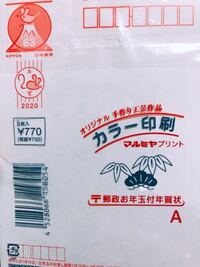 63
NIPPON
日本郵便
2020
5枚入
¥770
(税抜¥700)
4528066158054
オリジナル 手作り工芸作品
カラー印刷
マルミヤプリント
〒郵政お年玉付年賀状
A